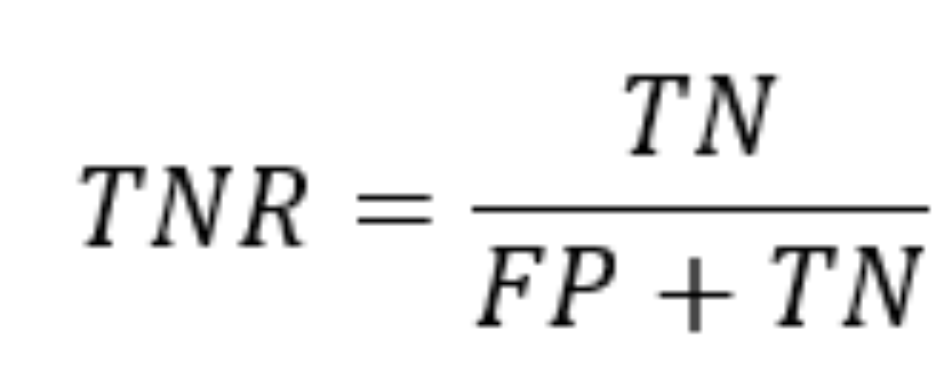 TNR = TN / FP + TN